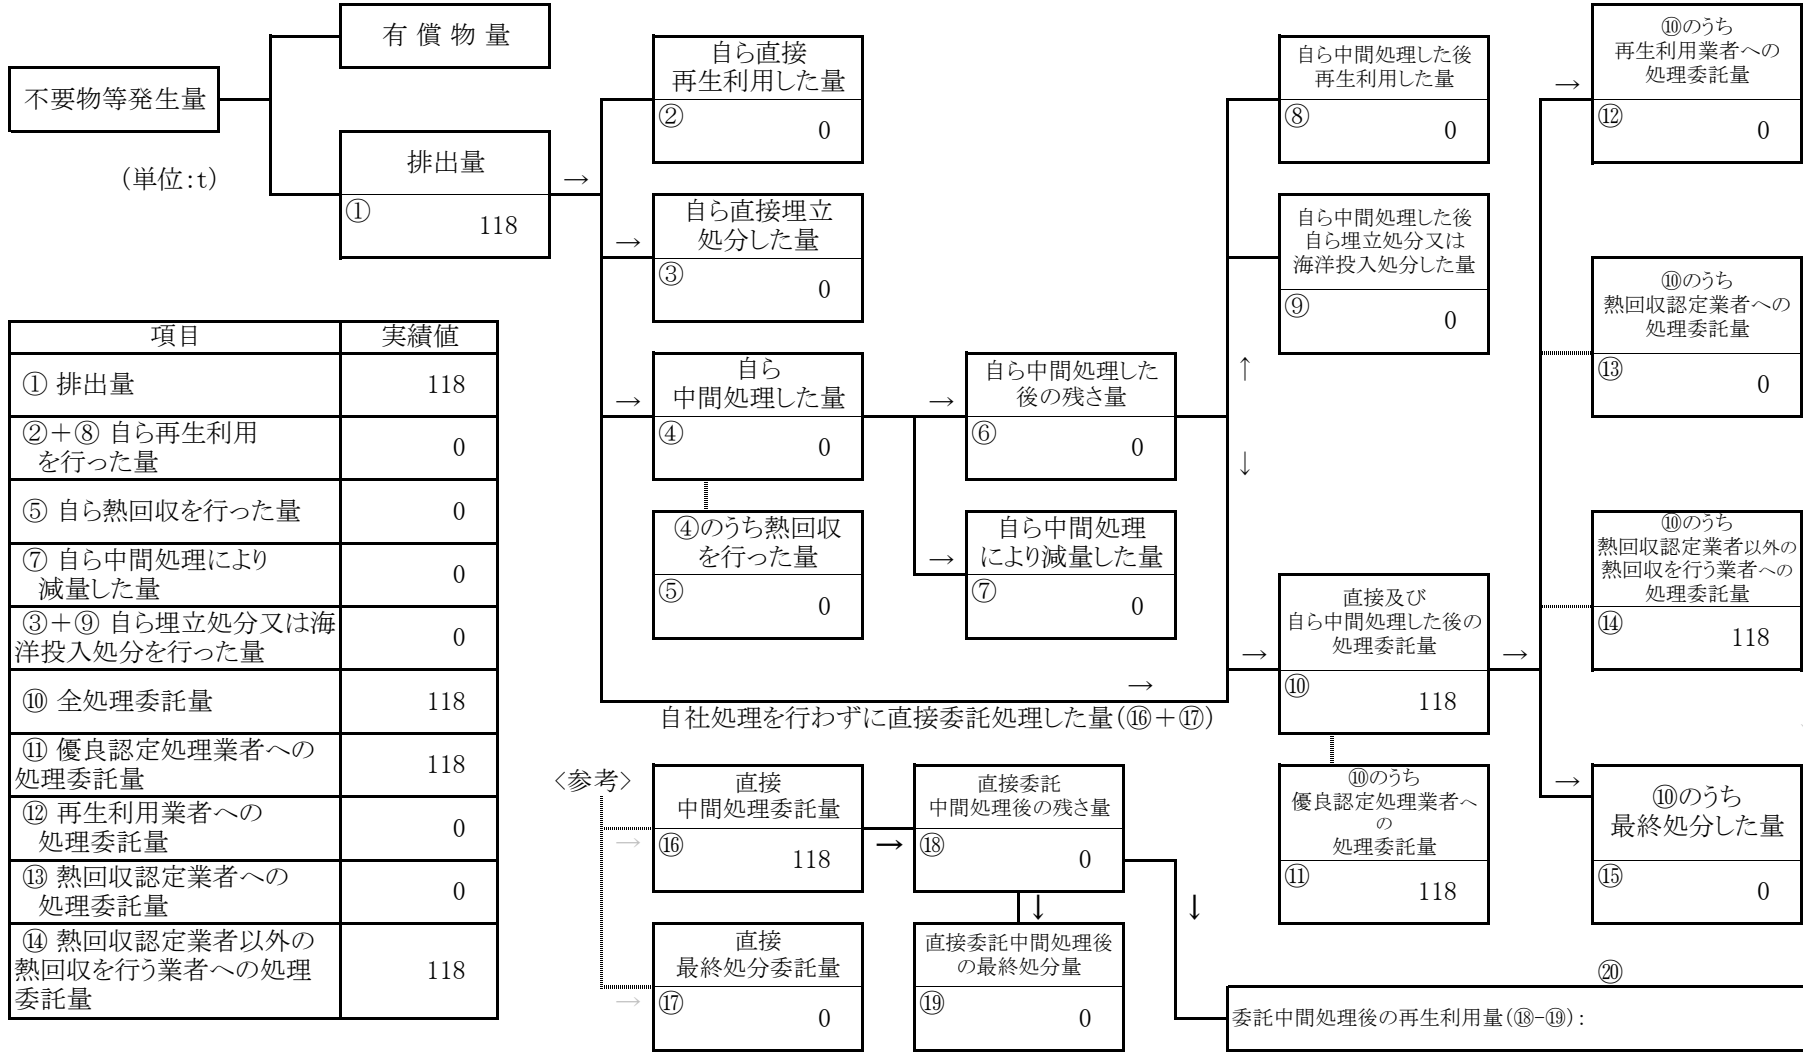 有 償 物 量
不要物等発生量
(単位:t)
排出量
→
①
118
自ら直接
再生利用した量
②
0
→
自ら直接埋立
処分した量
③
0
→
自ら
中間処理した量
④
0
④のうち熱回収
を行った量
⑤
0
→
自ら中間処理した
後の残さ量
⑥
0
→
自ら中間処理
により減量した量
⑦
0
↑
↓
自ら中間処理した後
再生利用した量
⑧
0
自ら中間処理した後
自ら埋立処分又は
海洋投入処分した量
⑨
0
→
自社処理を行わずに直接委託処理した量(⑯＋⑰)
→
直接及び
自ら中間処理した後の
処理委託量
⑩
118
→
⑩のうち
優良認定処理業者へ
の
処理委託量
⑪
118
→
⑩のうち
再生利用業者への
処理委託量
⑫
0
⑩のうち
熱回収認定業者への
処理委託量
⑬
0
⑩のうち
熱回収認定業者以外の
熱回収を行う業者への
処理委託量
⑭
118
→
⑩のうち
最終処分した量
⑮
0
項目 実績値
① 排出量 118
②＋⑧ 自ら再生利用
を行った量 0
⑤ 自ら熱回収を行った量 0
⑦ 自ら中間処理により
減量した量 0
③＋⑨ 自ら埋立処分又は海
洋投入処分を行った量 0
⑩ 全処理委託量 118
⑪ 優良認定処理業者への
処理委託量 118
⑫ 再生利用業者への
処理委託量 0
⑬ 熱回収認定業者への
処理委託量 0
⑭ 熱回収認定業者以外の
熱回収を行う業者への処理
委託量 118
〈参考〉
→
直接
中間処理委託量
⑯
118
→
直接委託
中間処理後の残さ量
⑱
0
↓
↓
→
直接
最終処分委託量
⑰
0
直接委託中間処理後
の最終処分量
⑲
0
⑳
委託中間処理後の再生利用量(⑱-⑲):